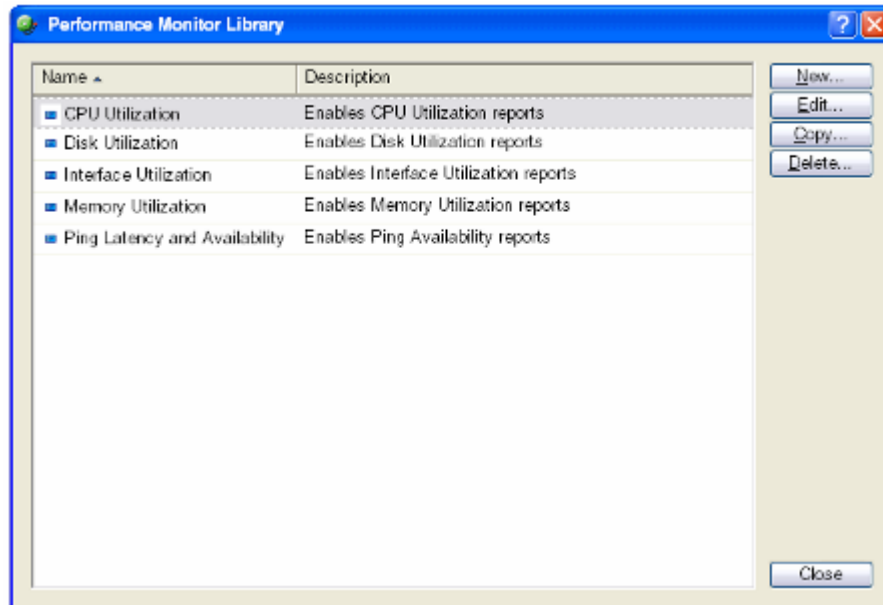 Performance Monitor Library
Name Description
CPU Utilization Enables CPU Utilization reports
Disk Utilization Enables Disk Utilization reports
Interface Utilization Enables Interface Utilization reports
Memory Utilization Enables Memory Utilization reports
Ping Latency and Availability Enables Ping Availability reports
New...
Edit...
Copy...
Delete...
Close